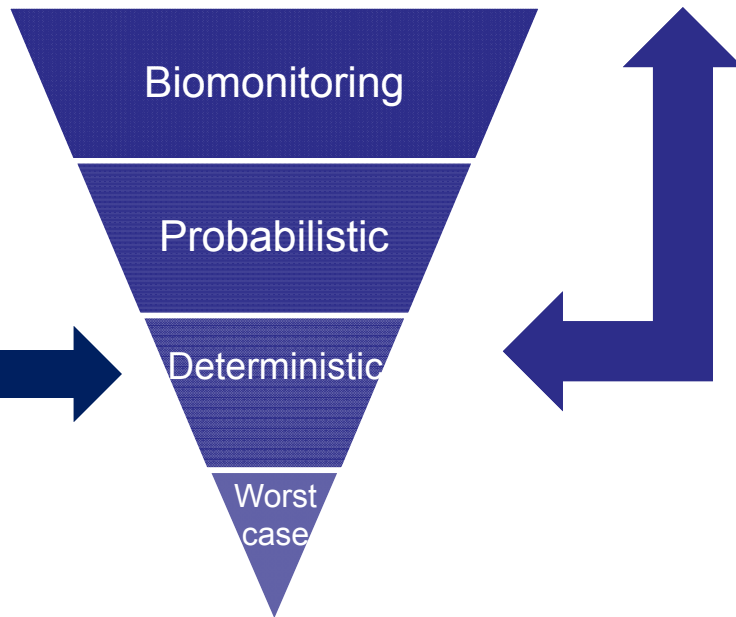 Biomonitoring
Probabilistic
Deterministic
Worst
case